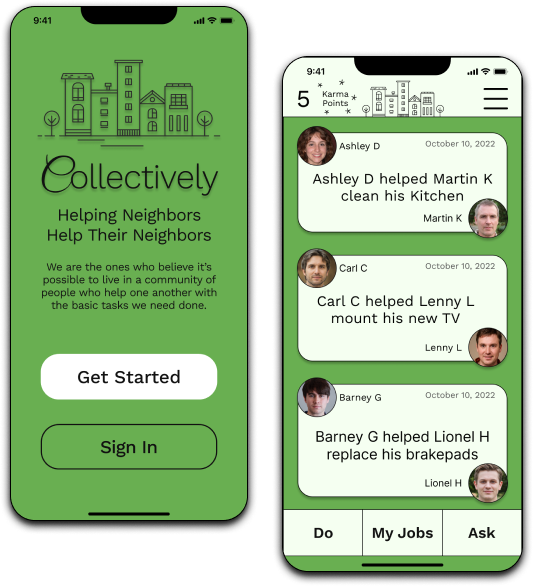 9:41
Collectively
Helping Neighbors
Help Their Neighbors
We are the ones who believe it's
possible to live in a community of
people who help one another with
the basic tasks we need done.
Get Started
Sign In
9:41
5
Karma
Points
Ashley D
October 10, 2022
Ashley D helped Martin K
clean his Kitchen
Martin K
Carl C
October 10, 2022
Carl C helped Lenny L
mount his new TV
Lenny L
Barney G
October 10, 2022
Barney G helped Lionel H
replace his brakepads
Lionel H
Do
My Jobs
Ask